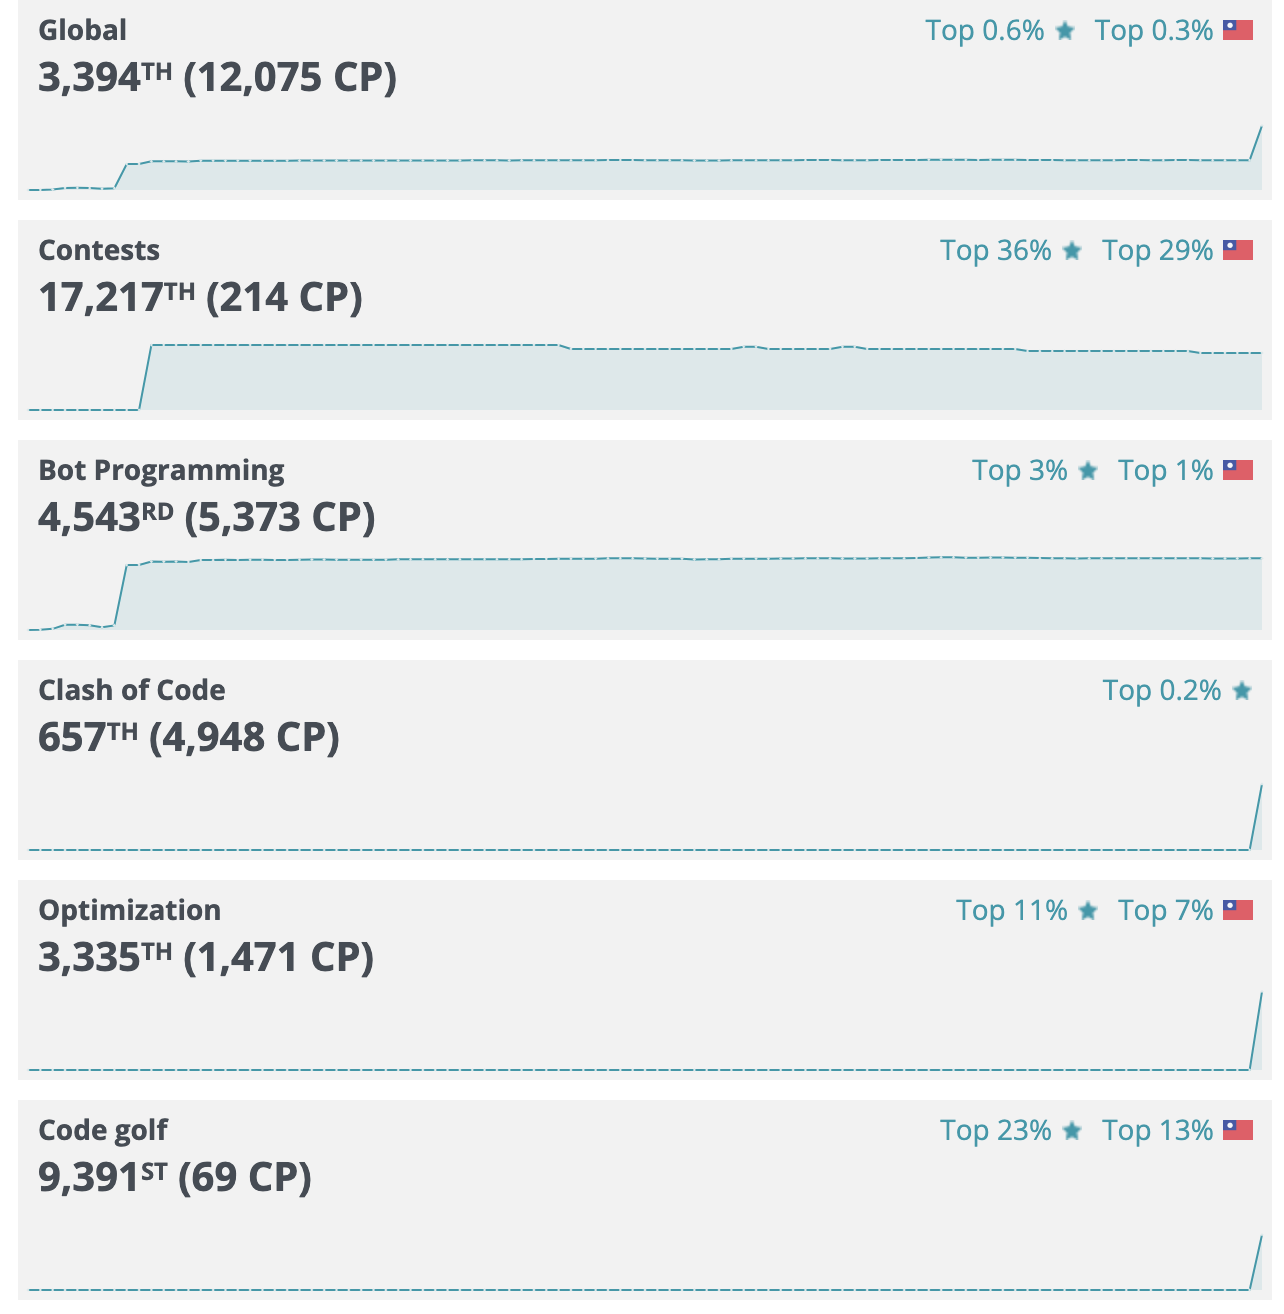 Global Top 0.6% Top 0.3%
3,394TH (12,075 CP)
Contests Top 36% Top 29%
17,217TH (214 CP)
Bot Programming Top 3% Top 1%
4,543RD (5,373 CP)
Clash of Code Top 0.2%
657TH (4,948 CP)
Optimization Top 11% Top 7%
3,335TH (1,471 CP)
Code golf Top 23% Top 13%
9,391ST (69 CP)